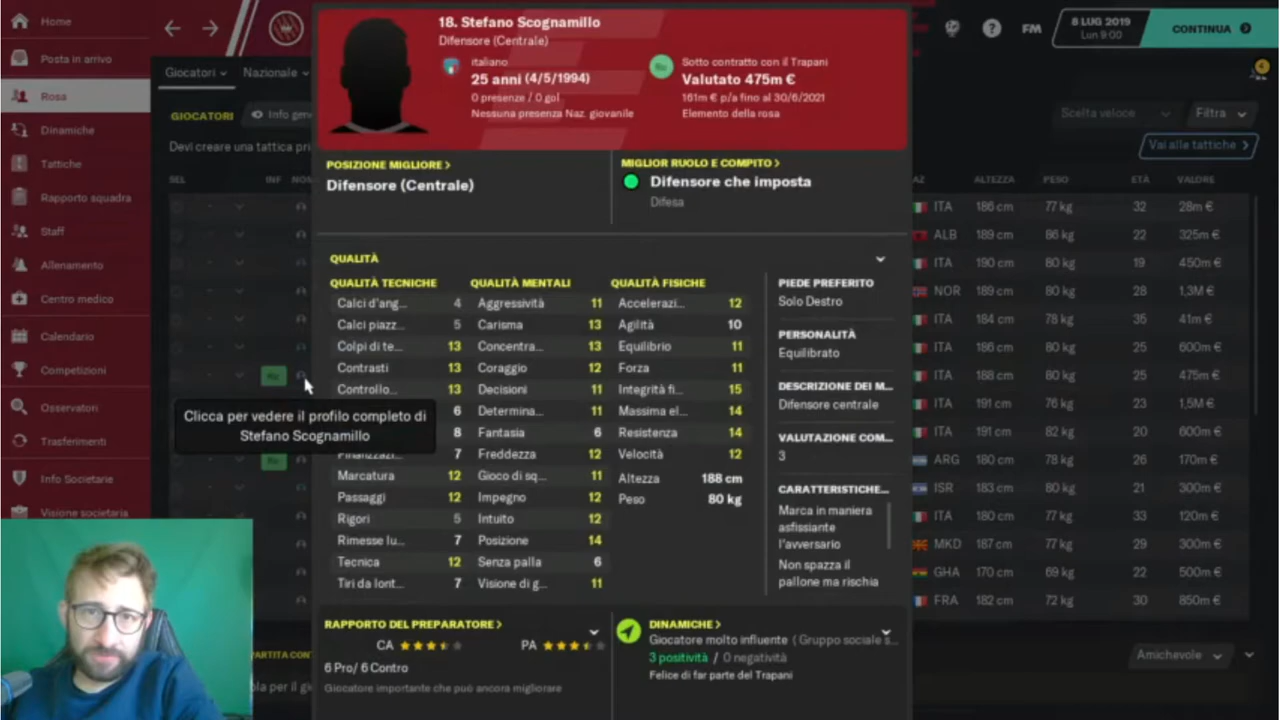 Home
Posta in arrivo
Rosa
Dinamiche
Tattiche
Rapporto squadra
Staff
Allenamento
Centro medico
Calendario
Competizioni
Osservatori
Trasferimenti
Info Societarie
Visione societaria
Giocatori
Nazionale
GIOCATORI
Info gen
Devi creare una tattica pri
SEL
INF
NO
18. Stefano Scognamillo
Difensore (Centrale)
italiano
25 anni (4/5/1994)
0 presenze / 0 gol
Nessuna presenza Naz. giovanile
Sotto contratto con il Trapani
Valutato 475m €
161m € p/a fino al 30/6/2021
Elemento della rosa
POSIZIONE MIGLIORE >
Difensore (Centrale)
MIGLIOR RUOLO E COMPITO >
Difensore che imposta
Difesa
QUALITÀ
QUALITÀ TECNICHE
Calci d'ang... 4
Calci piazz... 5
Colpi di te... 13
Contrasti 13
Controllo... 13
6
8
Finalizzazi... 7
Marcatura 12
Passaggi 12
Rigori 5
Rimesse lu... 7
Tecnica 12
Tiri da lont... 7
QUALITÀ MENTALI
Aggressività 11
Carisma 13
Concentra... 13
Coraggio 12
Decisioni 11
Determina... 11
Fantasia 6
Freddezza 12
Gioco di sq... 11
Impegno 12
Intuito 12
Posizione 14
Senza palla 6
Visione di g... 11
QUALITÀ FISICHE
Accelerazi... 12
Agilità 10
Equilibrio 11
Forza 11
Integrità fi... 15
Massima el... 14
Resistenza 14
Velocità 12
Altezza 188 cm
Peso 80 kg
PIEDE PREFERITO
Solo Destro
PERSONALITÀ
Equilibrato
DESCRIZIONE DEI M...
Difensore centrale
VALUTAZIONE COM...
3
CARATTERISTICHE...
Marca in maniera
asfissiante
l'avversario
Non spazza il
pallone ma rischia
Clicca per vedere il profilo completo di
Stefano Scognamillo
RAPPORTO DEL PREPARATORE >
CA
PA
6 Pro/ 6 Contro
Giocatore importante che può ancora migliorare
DINAMICHE >
Giocatore molto influente ( Gruppo sociale s...
3 positività / 0 negatività
Felice di far parte del Trapani
FM
8 LUG 2019
Lun 9:00
CONTINUA
Scelta veloce
Filtra
Vai alle tattiche >
AZ ALTEZZA PESO ETÀ VALORE
ITA 186 cm 77 kg 32 28m €
ALB 189 cm 86 kg 22 325m €
ITA 190 cm 80 kg 19 450m €
NOR 189 cm 80 kg 28 1,3M €
ITA 184 cm 78 kg 35 41m €
ITA 186 cm 80 kg 25 600m €
ITA 188 cm 80 kg 25 475m €
ITA 191 cm 76 kg 23 1,5M €
ITA 191 cm 82 kg 20 600m €
ARG 180 cm 78 kg 26 170m €
ISR 183 cm 80 kg 21 300m €
ITA 180 cm 77 kg 33 120m €
MKD 187 cm 77 kg 29 300m €
GHA 170 cm 69 kg 22 500m €
FRA 182 cm 72 kg 30 850m €
PARTITA CON
Amichevole